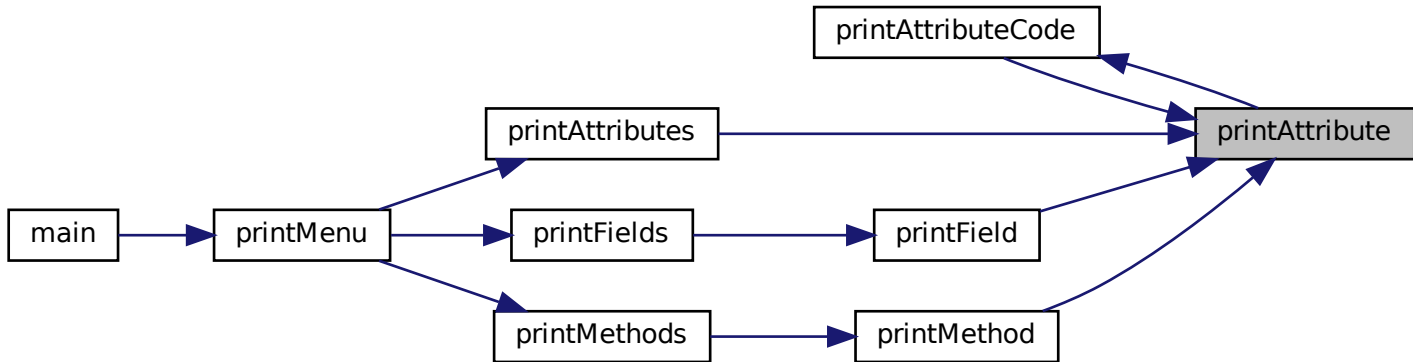 printAttributeCode
printAttributes
printAttribute
main
printMenu
printFields
printField
printMethods
printMethod